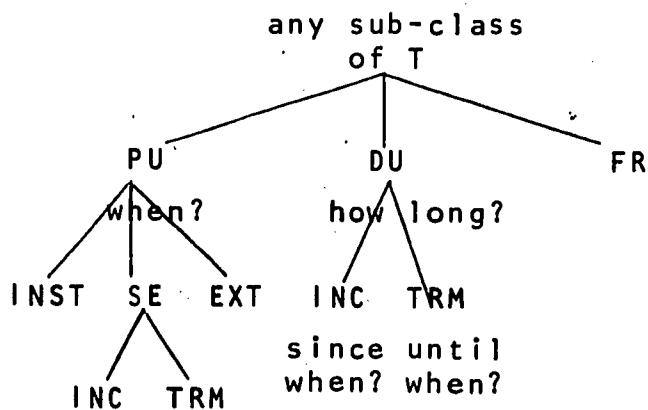 any sub-class
of T
PU DU FR
when? how long?
INST SE EXT INC TRM
since until
when? when?
INC TRM